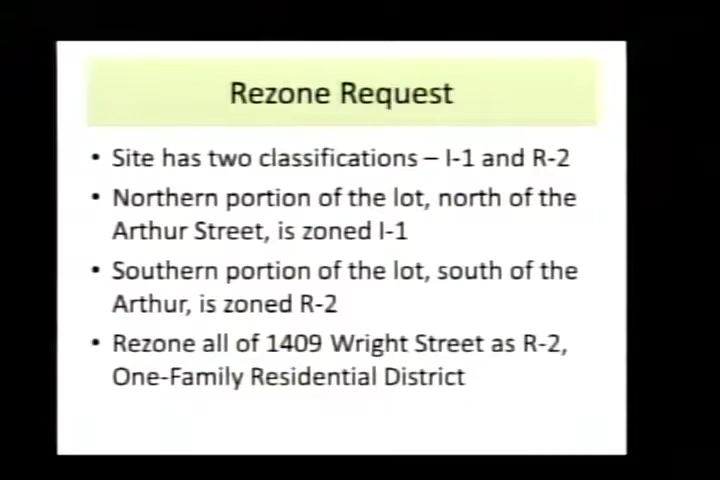 Rezone Request
• Site has two classifications – I-1 and R-2
• Northern portion of the lot, north of the
Arthur Street, is zoned I-1
• Southern portion of the lot, south of the
Arthur, is zoned R-2
• Rezone all of 1409 Wright Street as R-2,
One-Family Residential District